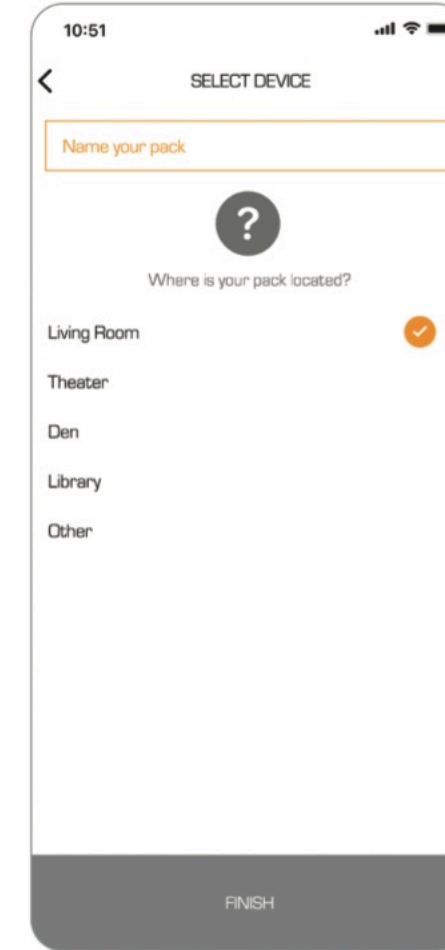 10:51
SELECT DEVICE
Name your pack
?
Where is your pack located?
Living Room
Theater
Den
Library
Other
FINISH